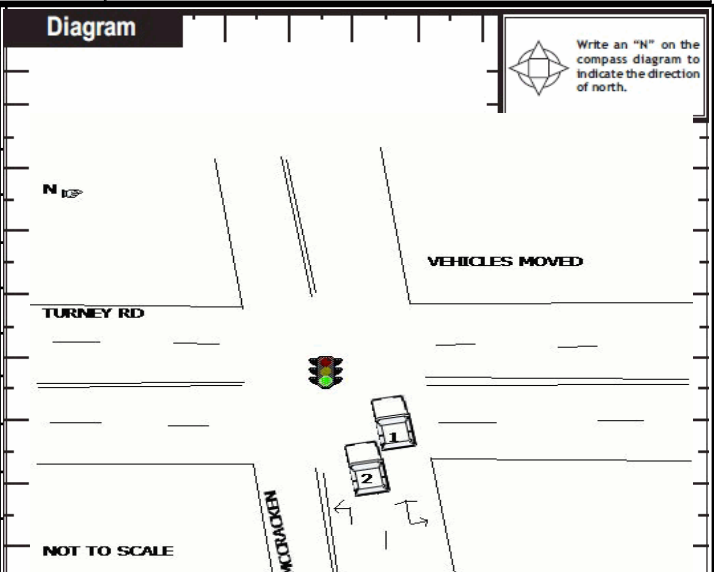 Diagram
Write an “N” on the
compass diagram to
indicate the direction
of north.
N
VEHICLES MOVED
TURNEY RD
1
2
MCCRACKEN
NOT TO SCALE